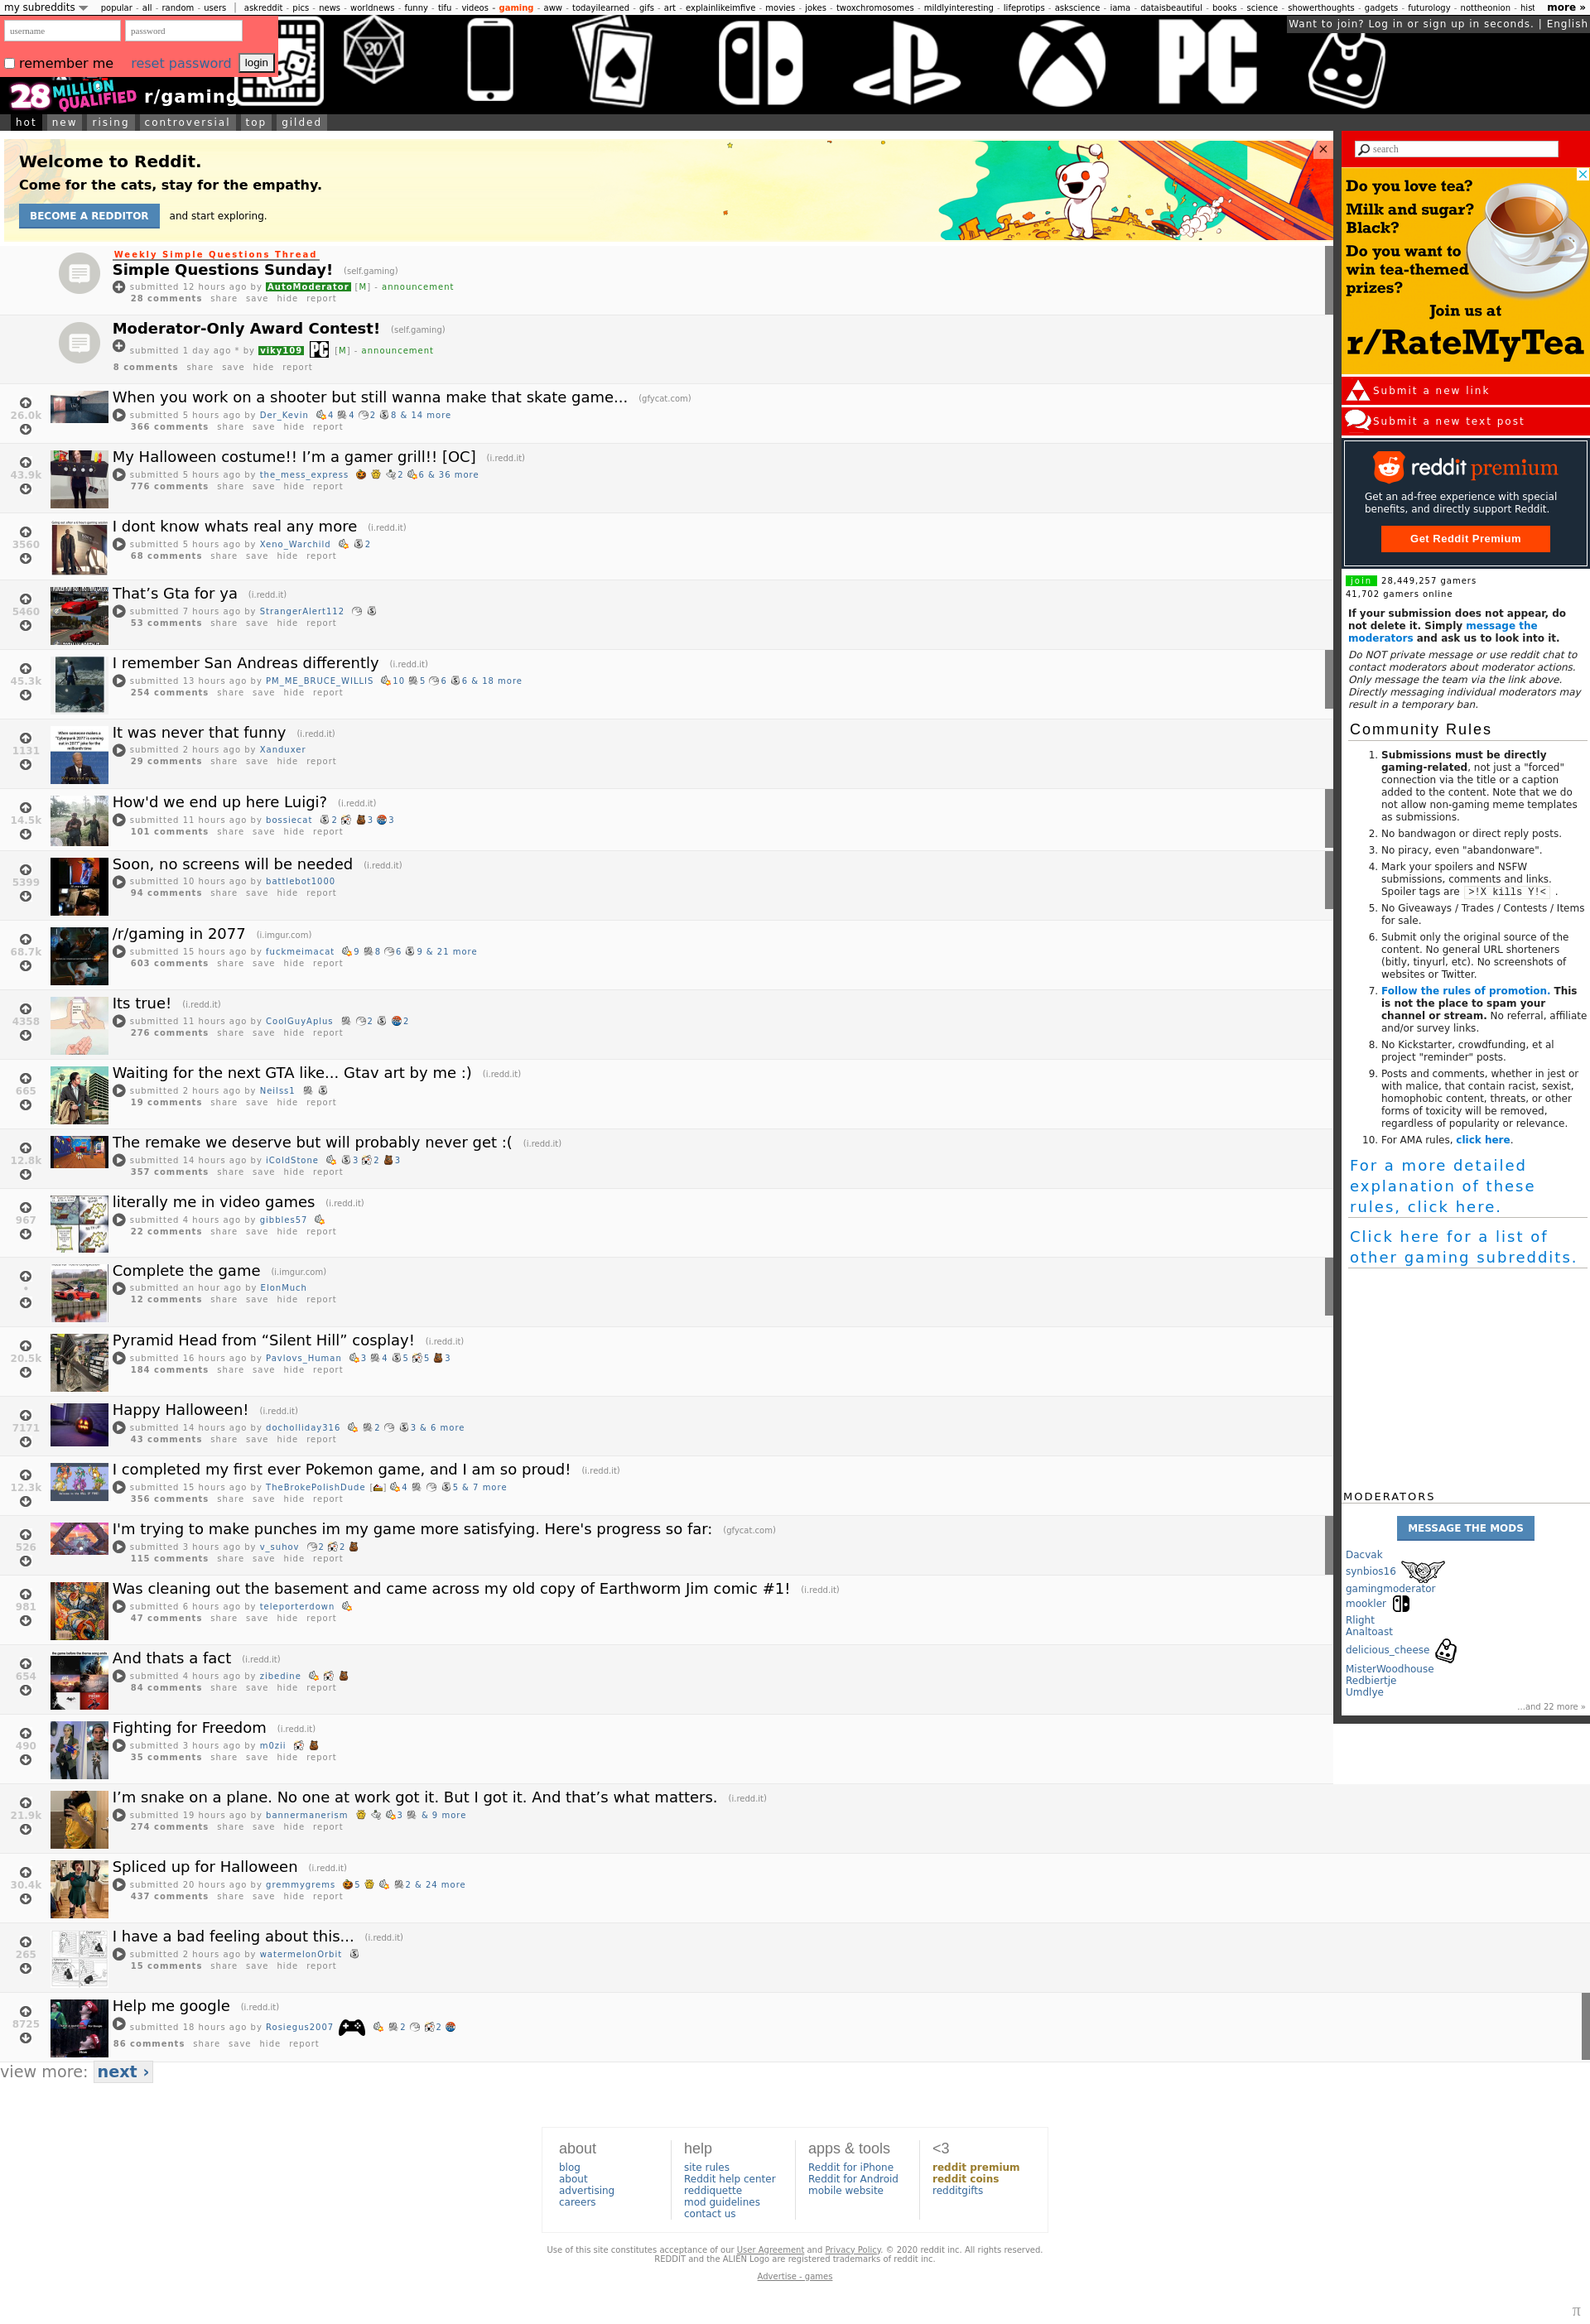 my subreddits
popular - all - random - users | askreddit - pics - news - worldnews - funny - tifu - videos - gaming - aww - todayilearned - gifs - art - explainlikeimfive - movies - jokes - twoxchromosomes - mildlyinteresting - lifeprotips - askscience - iama - dataisbeautiful - books - science - showerthoughts - gadgets - futurology - nottheonion - hist
more »
username
password
remember me
reset password
login
Want to join? Log in or sign up in seconds. | English
20
PC
28 MILLION QUALIFIED
r/gaming
hot
new
rising
controversial
top
gilded
Welcome to Reddit.
Come for the cats, stay for the empathy.
BECOME A REDDITOR
and start exploring.
×
Weekly Simple Questions Thread
Simple Questions Sunday! (self.gaming)
submitted 12 hours ago by AutoModerator [M] - announcement
28 comments share save hide report
Moderator-Only Award Contest! (self.gaming)
submitted 1 day ago * by viky109 PC [M] - announcement
8 comments share save hide report
26.0k
When you work on a shooter but still wanna make that skate game... (gfycat.com)
submitted 5 hours ago by Der_Kevin 4 4 2 8 & 14 more
366 comments share save hide report
43.9k
My Halloween costume!! I’m a gamer grill!! [OC] (i.redd.it)
submitted 5 hours ago by the_mess_express 2 6 & 36 more
776 comments share save hide report
3560
I dont know whats real any more (i.redd.it)
submitted 5 hours ago by Xeno_Warchild 2
68 comments share save hide report
5460
That’s Gta for ya (i.redd.it)
submitted 7 hours ago by StrangerAlert112
53 comments share save hide report
45.3k
I remember San Andreas differently (i.redd.it)
submitted 13 hours ago by PM_ME_BRUCE_WILLIS 10 5 6 6 & 18 more
254 comments share save hide report
1131
It was never that funny (i.redd.it)
submitted 2 hours ago by Xanduxer
29 comments share save hide report
14.5k
How'd we end up here Luigi? (i.redd.it)
submitted 11 hours ago by bossiecat 2 3 3
101 comments share save hide report
5399
Soon, no screens will be needed (i.redd.it)
submitted 10 hours ago by battlebot1000
94 comments share save hide report
68.7k
/r/gaming in 2077 (i.imgur.com)
submitted 15 hours ago by fuckmeimacat 9 8 6 9 & 21 more
603 comments share save hide report
4358
Its true! (i.redd.it)
submitted 11 hours ago by CoolGuyAplus 2 2
276 comments share save hide report
665
Waiting for the next GTA like... Gtav art by me :) (i.redd.it)
submitted 2 hours ago by Neilss1
19 comments share save hide report
12.8k
The remake we deserve but will probably never get :( (i.redd.it)
submitted 14 hours ago by iColdStone 3 2 3
357 comments share save hide report
967
literally me in video games (i.redd.it)
submitted 4 hours ago by gibbles57
22 comments share save hide report
•
Complete the game (i.imgur.com)
submitted an hour ago by ElonMuch
12 comments share save hide report
20.5k
Pyramid Head from “Silent Hill” cosplay! (i.redd.it)
submitted 16 hours ago by Pavlovs_Human 3 4 5 5 3
184 comments share save hide report
7171
Happy Halloween! (i.redd.it)
submitted 14 hours ago by docholliday316 2 3 & 6 more
43 comments share save hide report
12.3k
I completed my first ever Pokemon game, and I am so proud! (i.redd.it)
submitted 15 hours ago by TheBrokePolishDude [] 4 5 & 7 more
356 comments share save hide report
526
I'm trying to make punches im my game more satisfying. Here's progress so far: (gfycat.com)
submitted 3 hours ago by v_suhov 2 2
115 comments share save hide report
981
Was cleaning out the basement and came across my old copy of Earthworm Jim comic #1! (i.redd.it)
submitted 6 hours ago by teleporterdown
47 comments share save hide report
654
And thats a fact (i.redd.it)
submitted 4 hours ago by zibedine
84 comments share save hide report
490
Fighting for Freedom (i.redd.it)
submitted 3 hours ago by m0zii
35 comments share save hide report
21.9k
I’m snake on a plane. No one at work got it. But I got it. And that’s what matters. (i.redd.it)
submitted 19 hours ago by bannermanerism 3 & 9 more
274 comments share save hide report
30.4k
Spliced up for Halloween (i.redd.it)
submitted 20 hours ago by gremmygrems 5 2 & 24 more
437 comments share save hide report
265
I have a bad feeling about this... (i.redd.it)
submitted 2 hours ago by watermelonOrbit
15 comments share save hide report
8725
Help me google (i.redd.it)
submitted 18 hours ago by Rosiegus2007 2 2
86 comments share save hide report
view more: next ›
search
Do you love tea?
Milk and sugar?
Black?
Do you want to
win tea-themed
prizes?
Join us at
r/RateMyTea
Submit a new link
Submit a new text post
reddit premium
Get an ad-free experience with special
benefits, and directly support Reddit.
Get Reddit Premium
join 28,449,257 gamers
41,702 gamers online
If your submission does not appear, do
not delete it. Simply message the
moderators and ask us to look into it.
Do NOT private message or use reddit chat to
contact moderators about moderator actions.
Only message the team via the link above.
Directly messaging individual moderators may
result in a temporary ban.
Community Rules
1. Submissions must be directly
gaming-related, not just a "forced"
connection via the title or a caption
added to the content. Note that we do
not allow non-gaming meme templates
as submissions.
2. No bandwagon or direct reply posts.
3. No piracy, even "abandonware".
4. Mark your spoilers and NSFW
submissions, comments and links.
Spoiler tags are >!X kills Y!< .
5. No Giveaways / Trades / Contests / Items
for sale.
6. Submit only the original source of the
content. No general URL shorteners
(bitly, tinyurl, etc). No screenshots of
websites or Twitter.
7. Follow the rules of promotion. This
is not the place to spam your
channel or stream. No referral, affiliate
and/or survey links.
8. No Kickstarter, crowdfunding, et al
project "reminder" posts.
9. Posts and comments, whether in jest or
with malice, that contain racist, sexist,
homophobic content, threats, or other
forms of toxicity will be removed,
regardless of popularity or relevance.
10. For AMA rules, click here.
For a more detailed
explanation of these
rules, click here.
Click here for a list of
other gaming subreddits.
MODERATORS
MESSAGE THE MODS
Dacvak
synbios16
gamingmoderator
mookler
Rlight
Analtoast
delicious_cheese
MisterWoodhouse
Redbiertje
Umdlye
...and 22 more »
about
blog
about
advertising
careers
help
site rules
Reddit help center
reddiquette
mod guidelines
contact us
apps & tools
Reddit for iPhone
Reddit for Android
mobile website
<3
reddit premium
reddit coins
redditgifts
Use of this site constitutes acceptance of our User Agreement and Privacy Policy. © 2020 reddit inc. All rights reserved.
REDDIT and the ALIEN Logo are registered trademarks of reddit inc.
Advertise - games
π